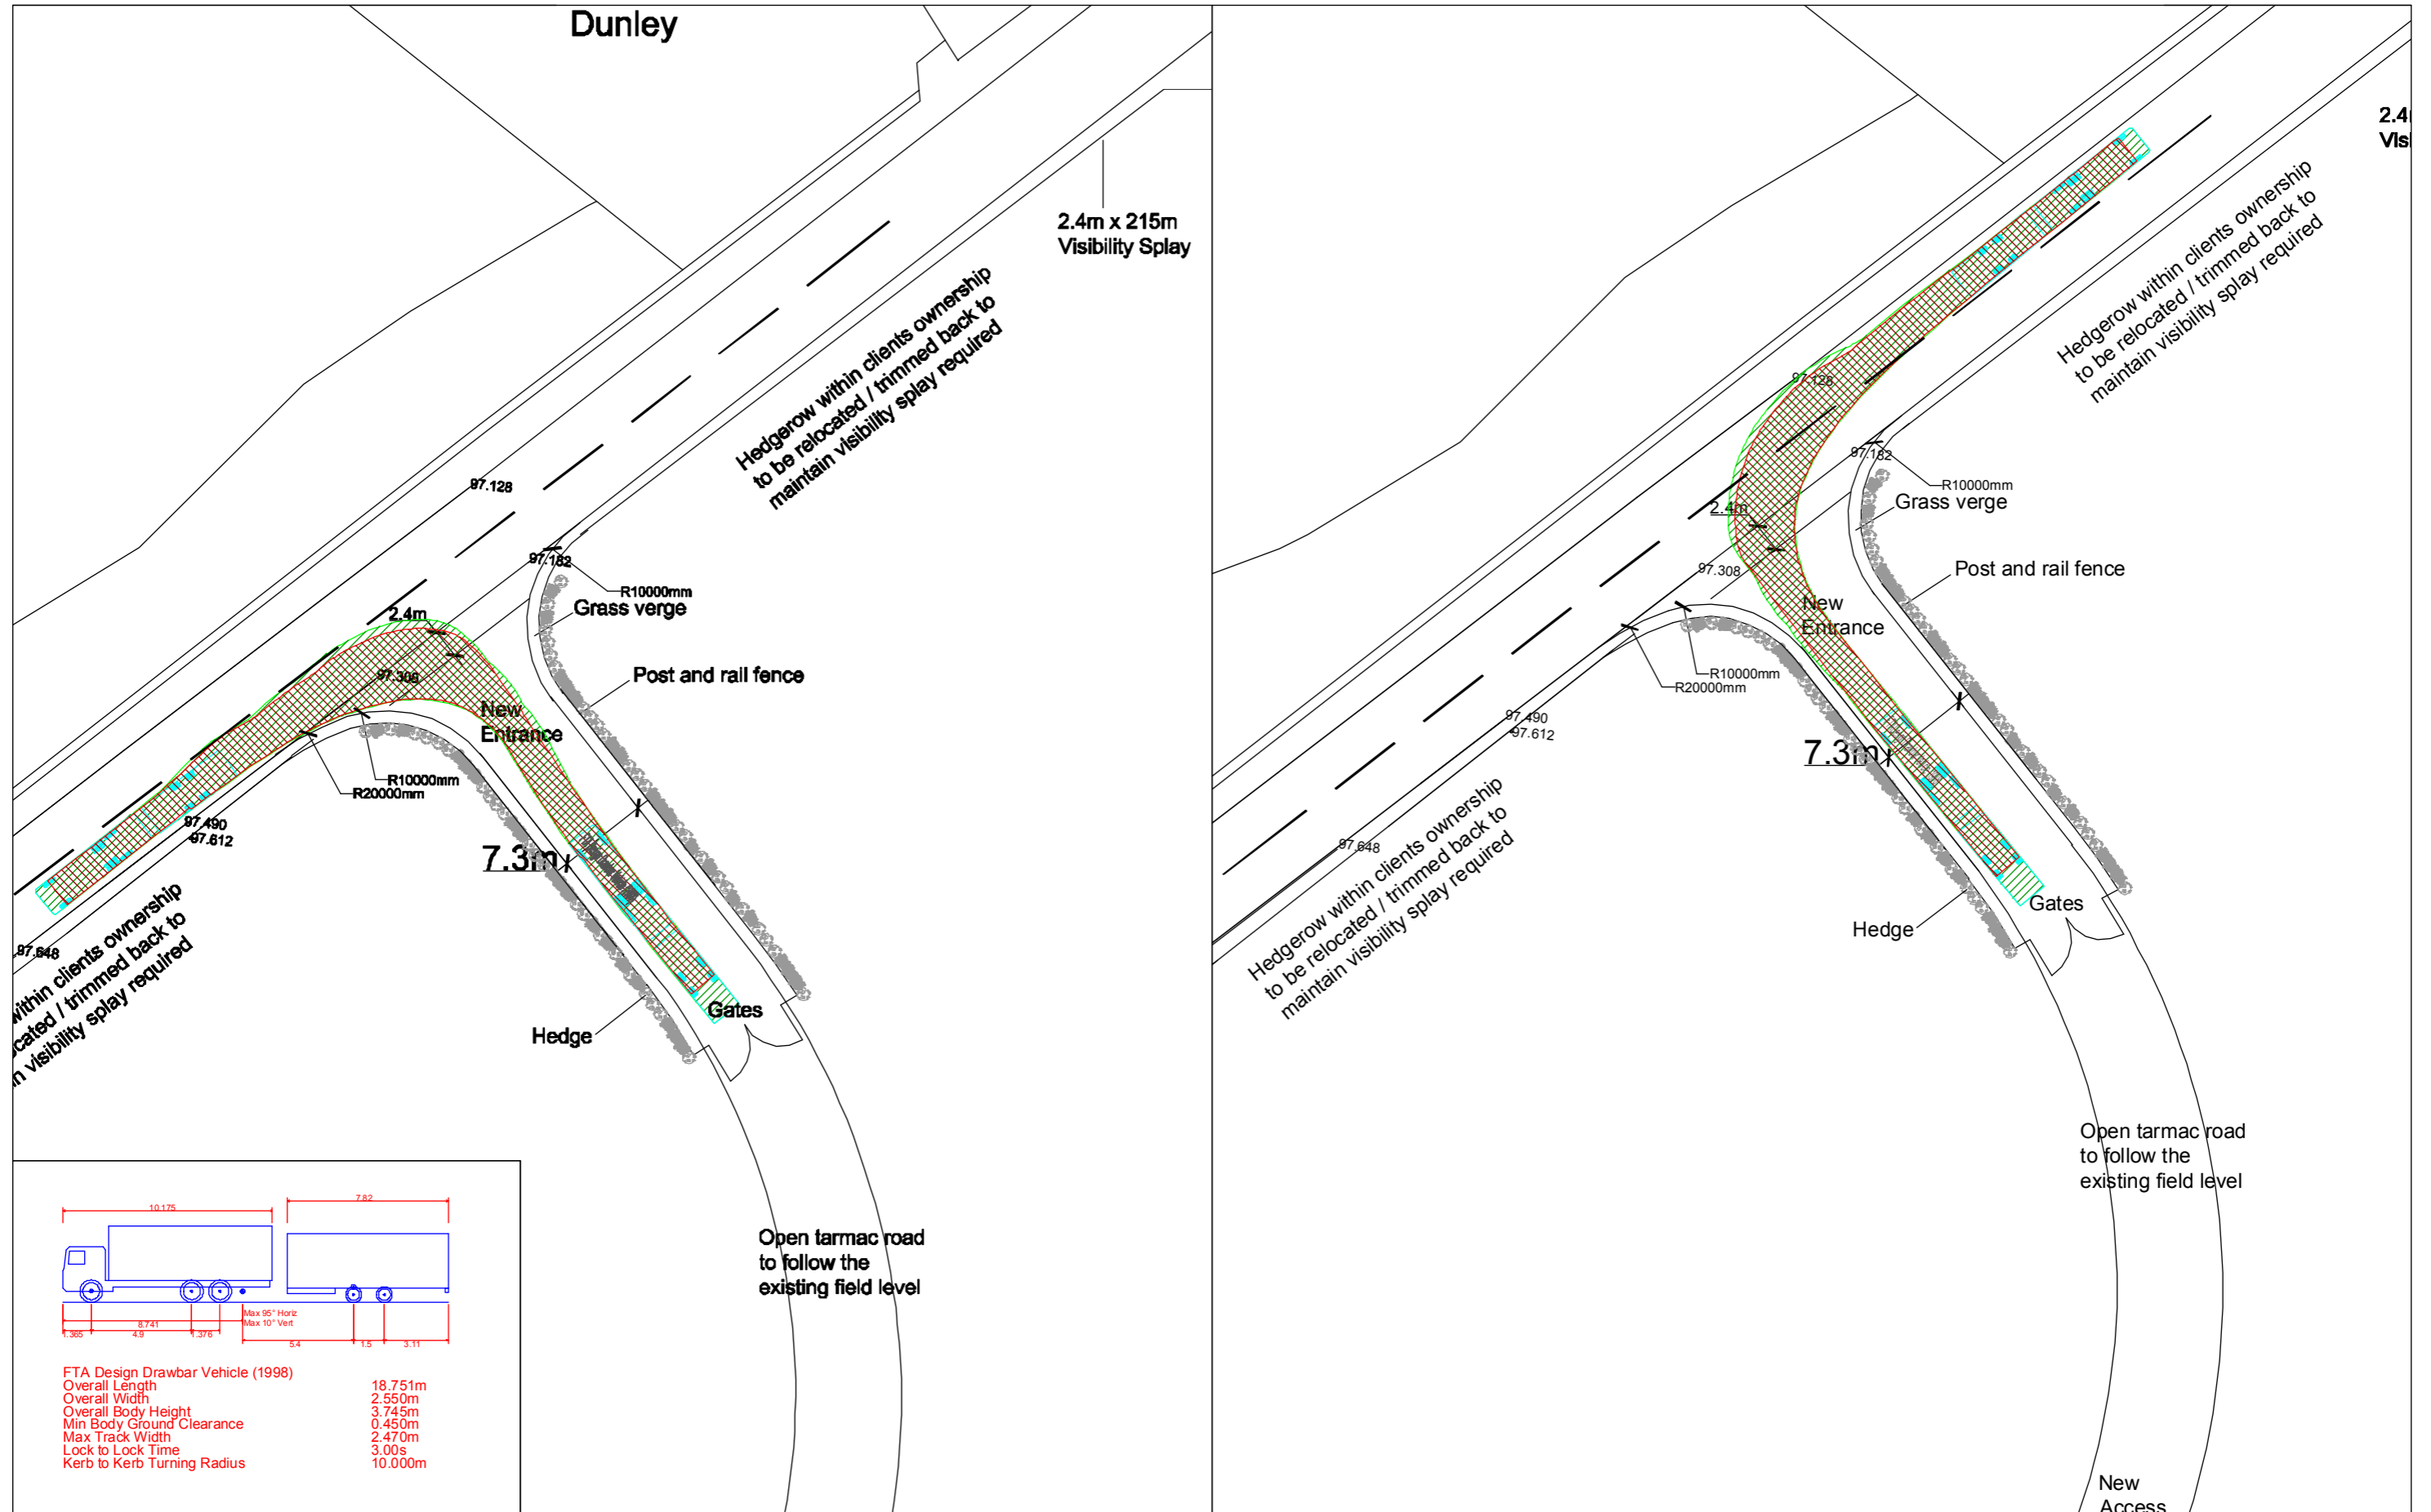 Dunley
2.4m x 215m
Visibility Splay
Hedgerow within clients ownership
to be relocated / trimmed back to
maintain visibility splay required
97.128
97.182
R10000mm
Grass verge
2.4m
Post and rail fence
97.308
New
Entrance
R10000mm
R20000mm
97.490
97.612
7.3m
within clients ownership
located / trimmed back to
n visibility splay required
97.648
Gates
Hedge
Open tarmac road
to follow the
existing field level
10.175
7.82
Max 95° Horiz
Max 10° Vert
8.741
1.365
4.9
1.376
5.4
1.5
3.11
FTA Design Drawbar Vehicle (1998)
Overall Length 18.751m
Overall Width 2.550m
Overall Body Height 3.745m
Min Body Ground Clearance 0.450m
Max Track Width 2.470m
Lock to Lock Time 3.00s
Kerb to Kerb Turning Radius 10.000m
2.4
Vis
Hedgerow within clients ownership
to be relocated / trimmed back to
maintain visibility splay required
97.128
97.182
R10000mm
Grass verge
2.4m
Post and rail fence
97.308
New
Entrance
R10000mm
R20000mm
97.490
97.612
7.3m
97.648
Hedgerow within clients ownership
to be relocated / trimmed back to
maintain visibility splay required
Gates
Hedge
Open tarmac road
to follow the
existing field level
New
Access